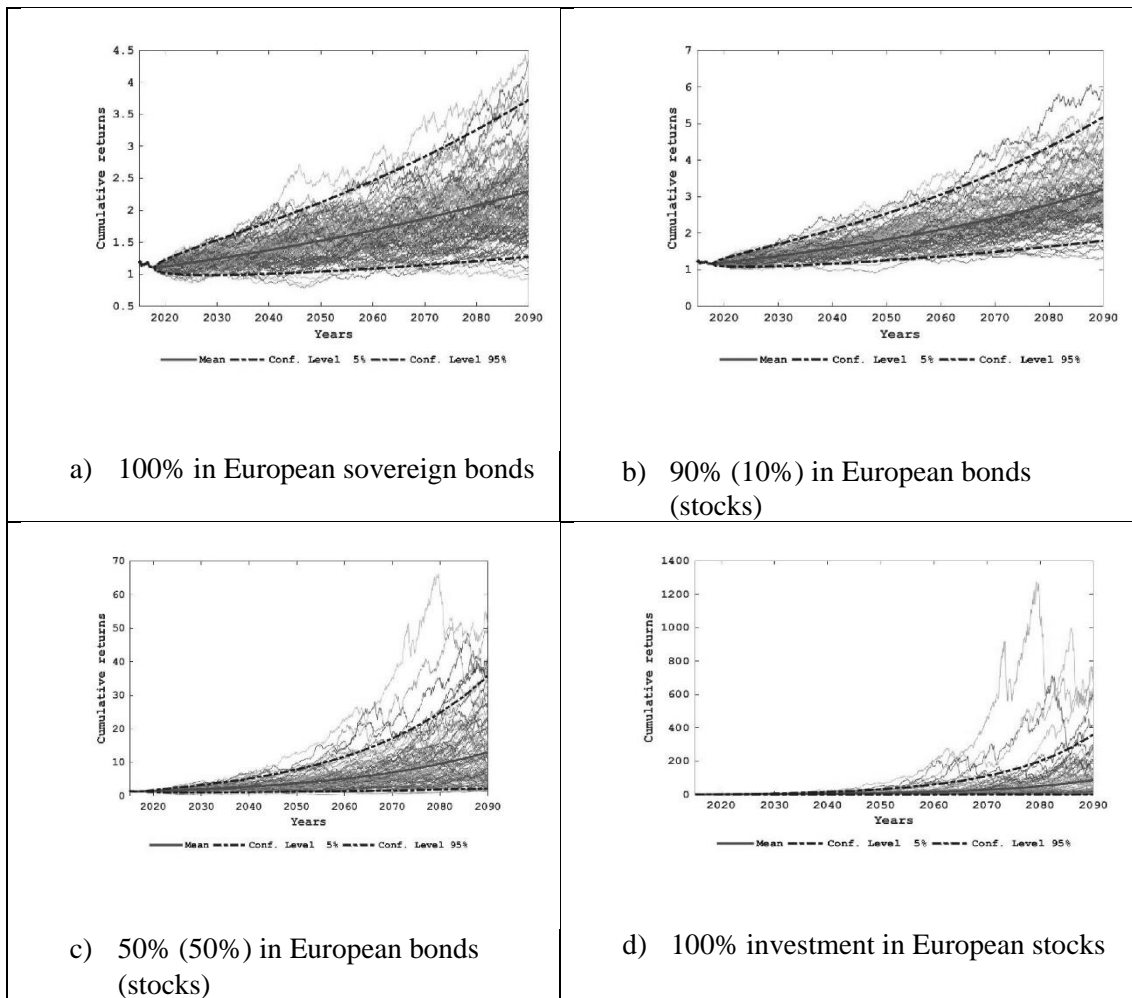 4.5
4
3.5
3
2.5
2
1.5
1
0.5
Cumulative returns
2020 2030 2040 2050 2060 2070 2080 2090
Years
Mean Conf. Level 5% Conf. Level 95%
a) 100% in European sovereign bonds
7
6
5
4
3
2
1
0
Cumulative returns
2020 2030 2040 2050 2060 2070 2080 2090
Years
Mean Conf. Level 5% Conf. Level 95%
b) 90% (10%) in European bonds
(stocks)
70
60
50
40
30
20
10
0
Cumulative returns
2020 2030 2040 2050 2060 2070 2080 2090
Years
Mean Conf. Level 5% Conf. Level 95%
c) 50% (50%) in European bonds
(stocks)
1400
1200
1000
800
600
400
200
0
Cumulative returns
2020 2030 2040 2050 2060 2070 2080 2090
Years
Mean Conf. Level 5% Conf. Level 95%
d) 100% investment in European stocks